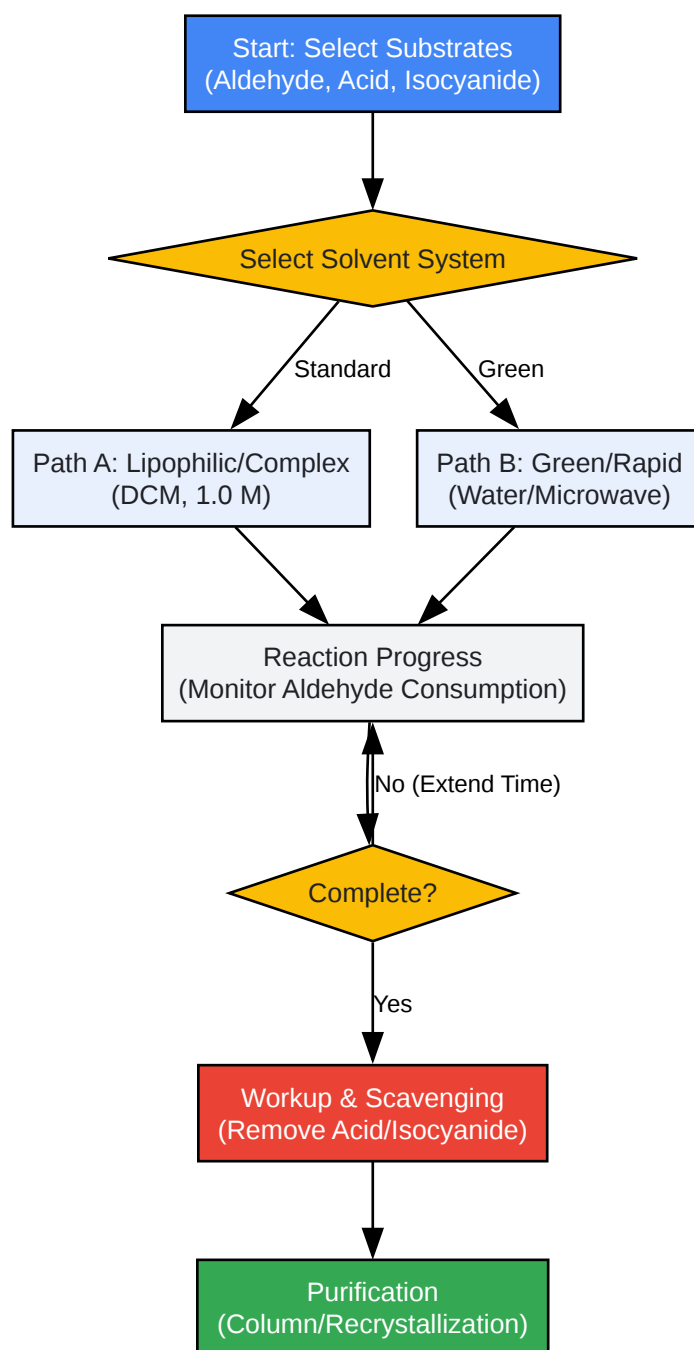 Start: Select Substrates
(Aldehyde, Acid, Isocyanide)
Select Solvent System
Standard
Green
Path A: Lipophilic/Complex
(DCM, 1.0 M)
Path B: Green/Rapid
(Water/Microwave)
Reaction Progress
(Monitor Aldehyde Consumption)
No (Extend Time)
Complete?
Yes
Workup & Scavenging
(Remove Acid/Isocyanide)
Purification
(Column/Recrystallization)